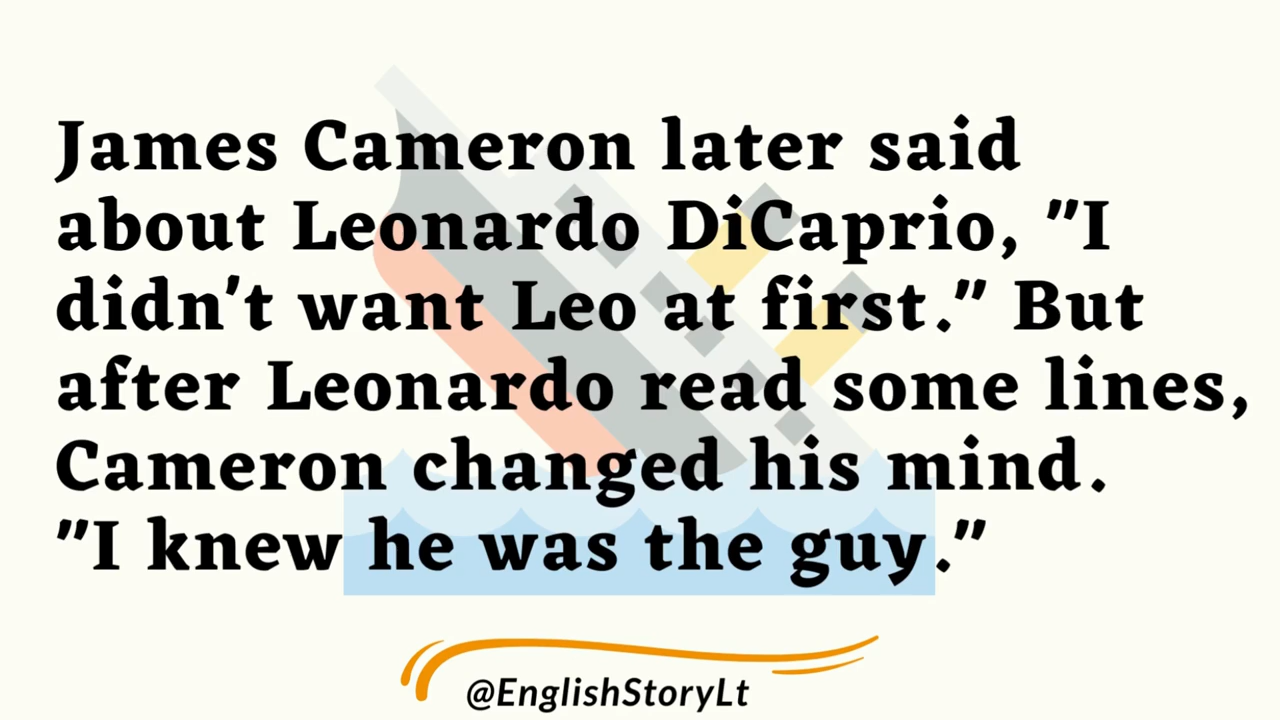 James Cameron later said
about Leonardo DiCaprio, "I
didn't want Leo at first." But
after Leonardo read some lines,
Cameron changed his mind.
"I knew he was the guy."
@EnglishStoryLt